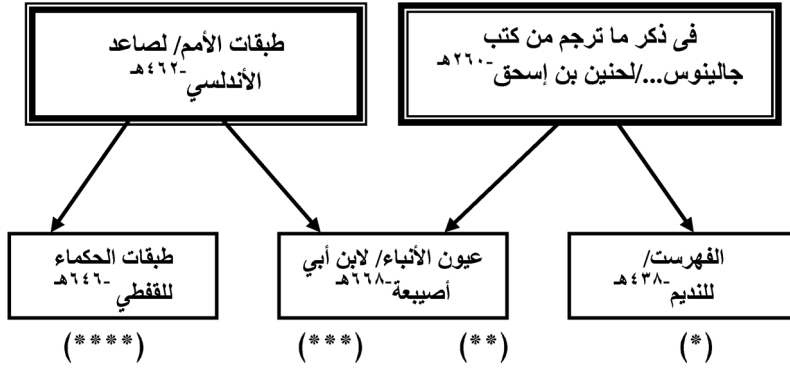 فى ذكر ما ترجم من كتب
جالينوس.../لحنين بن إسحق -٢٦٠هـ
طبقات الأمم/ لصاعد
الأندلسي -٤٦٢هـ
الفهرست/
للنديم -٤٣٨هـ
عيون الأنباء/ لابن أبي
أصيبعة -٦٦٨هـ
طبقات الحكماء
للقفطي -٦٤٦هـ
(*)
(**)
(***)
(****)